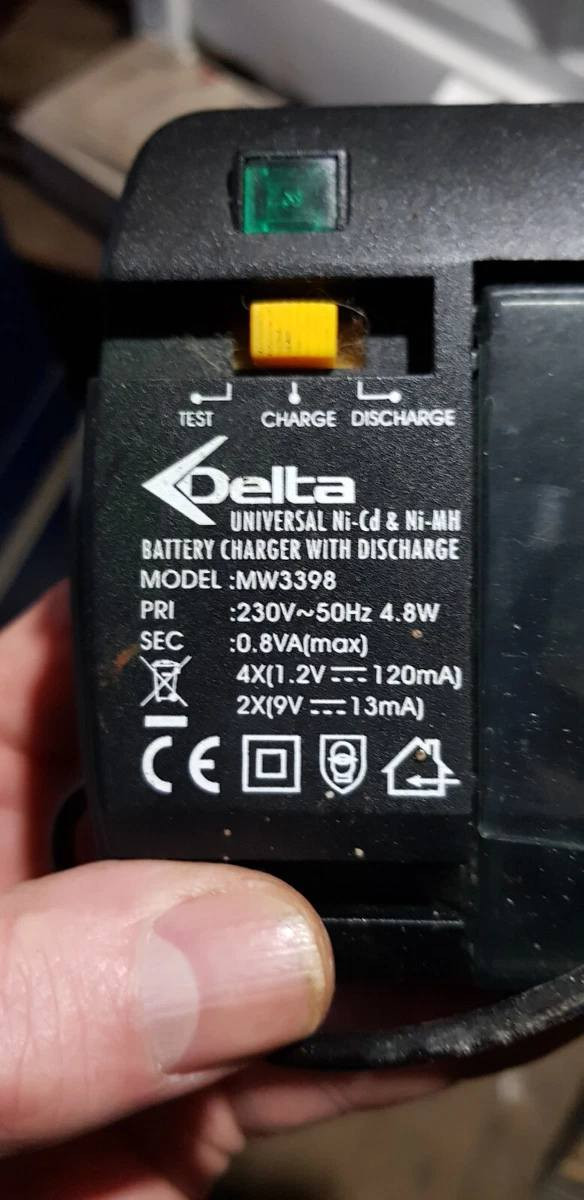 TEST CHARGE DISCHARGE
Delta
UNIVERSAL Ni-Cd & Ni-MH
BATTERY CHARGER WITH DISCHARGE
MODEL :MW3398
PRI :230V~50Hz 4.8W
SEC :0.8VA(max)
4X(1.2V ⎓ 120mA)
2X(9V ⎓ 13mA)
CE